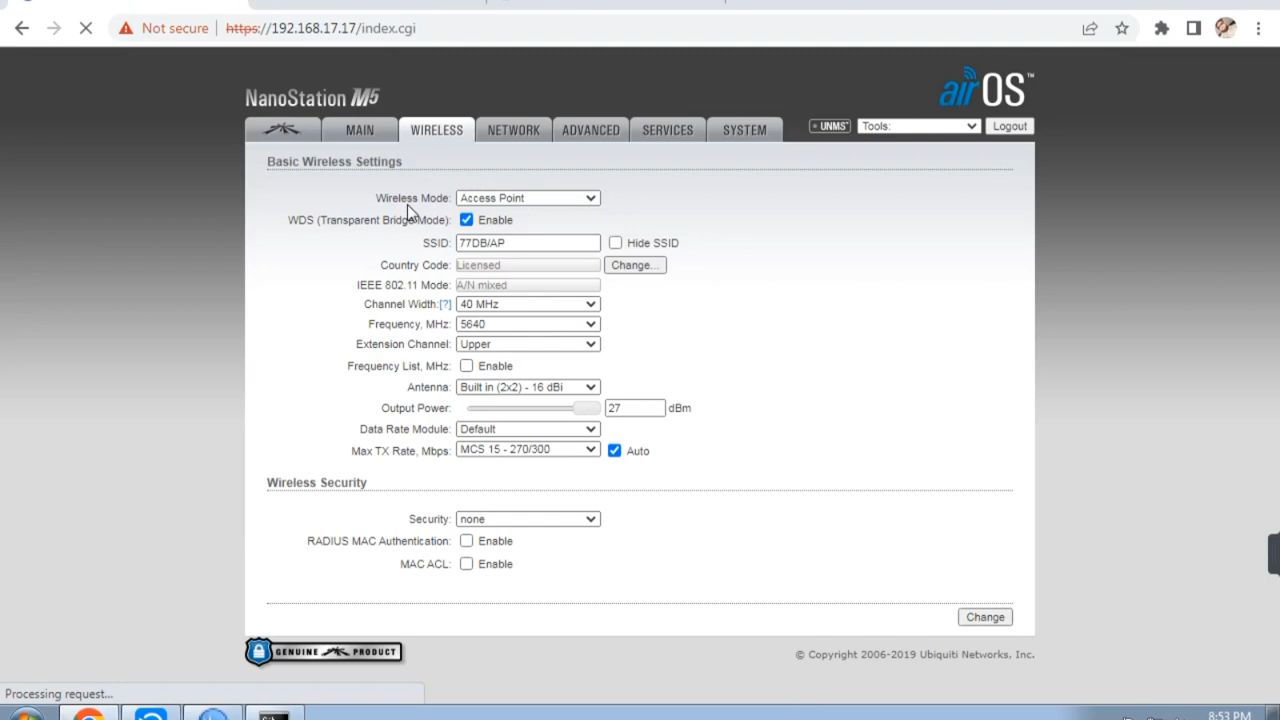 Not secure | https://192.168.17.17/index.cgi
NanoStation M5
airOS™
MAIN WIRELESS NETWORK ADVANCED SERVICES SYSTEM UNMS™ Tools: Logout
Basic Wireless Settings
Wireless Mode: Access Point
WDS (Transparent Bridge Mode): Enable
SSID: 77DB/AP Hide SSID
Country Code: Licensed Change...
IEEE 802.11 Mode: A/N mixed
Channel Width:[?] 40 MHz
Frequency, MHz: 5640
Extension Channel: Upper
Frequency List, MHz: Enable
Antenna: Built in (2x2) - 16 dBi
Output Power: 27 dBm
Data Rate Module: Default
Max TX Rate, Mbps: MCS 15 - 270/300 Auto
Wireless Security
Security: none
RADIUS MAC Authentication: Enable
MAC ACL: Enable
Change
GENUINE PRODUCT
© Copyright 2006-2019 Ubiquiti Networks, Inc.
Processing request...
8:53 PM